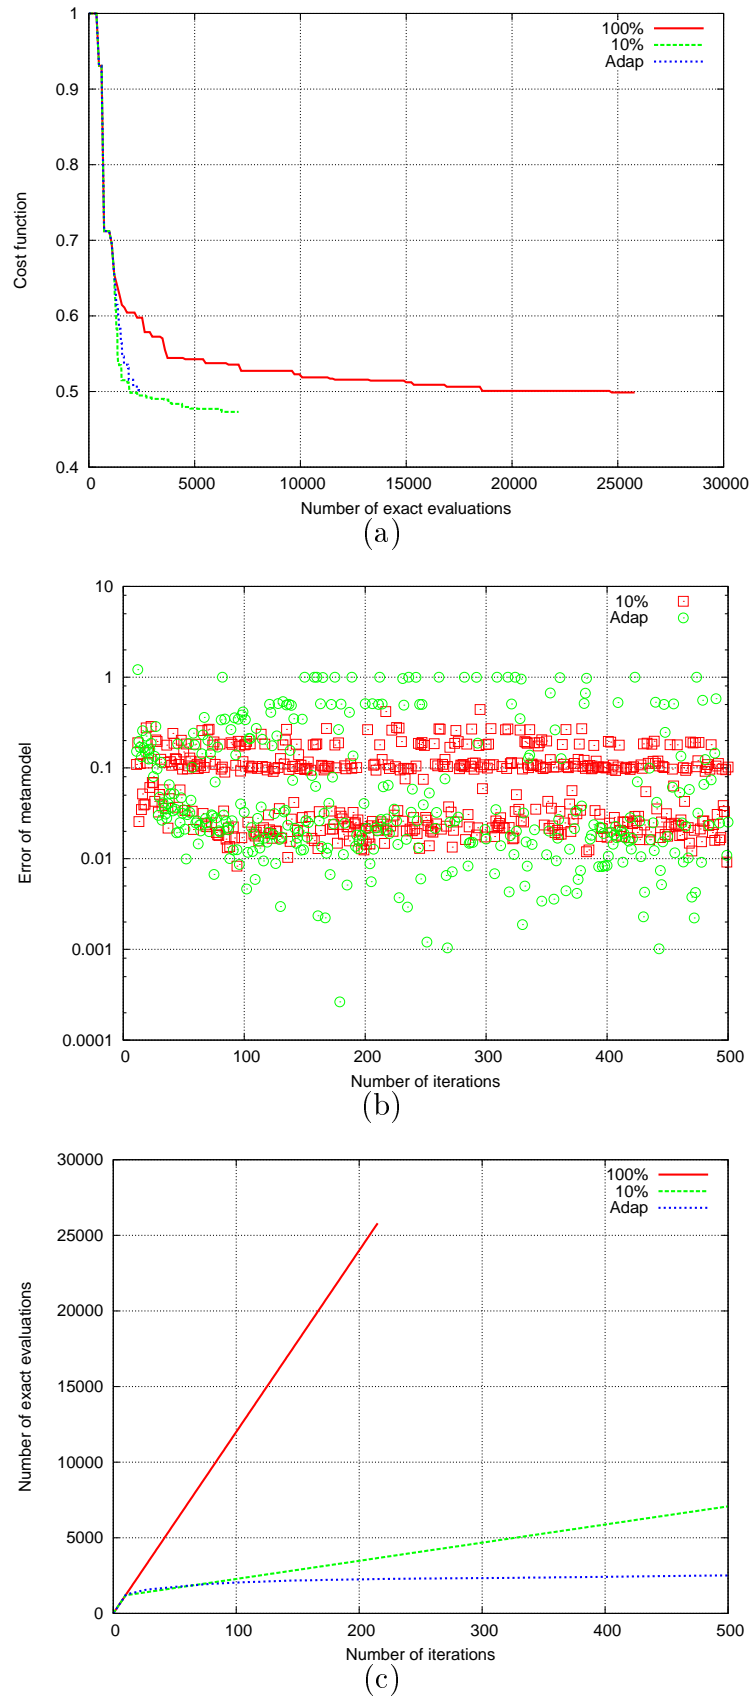 1
0.9
0.8
0.7
0.6
0.5
0.4
Cost function
100%
10%
Adap
0 5000 10000 15000 20000 25000 30000
Number of exact evaluations
(a)
10
1
0.1
0.01
0.001
0.0001
Error of metamodel
10%
Adap
0 100 200 300 400 500
Number of iterations
(b)
30000
25000
20000
15000
10000
5000
0
Number of exact evaluations
100%
10%
Adap
0 100 200 300 400 500
Number of iterations
(c)